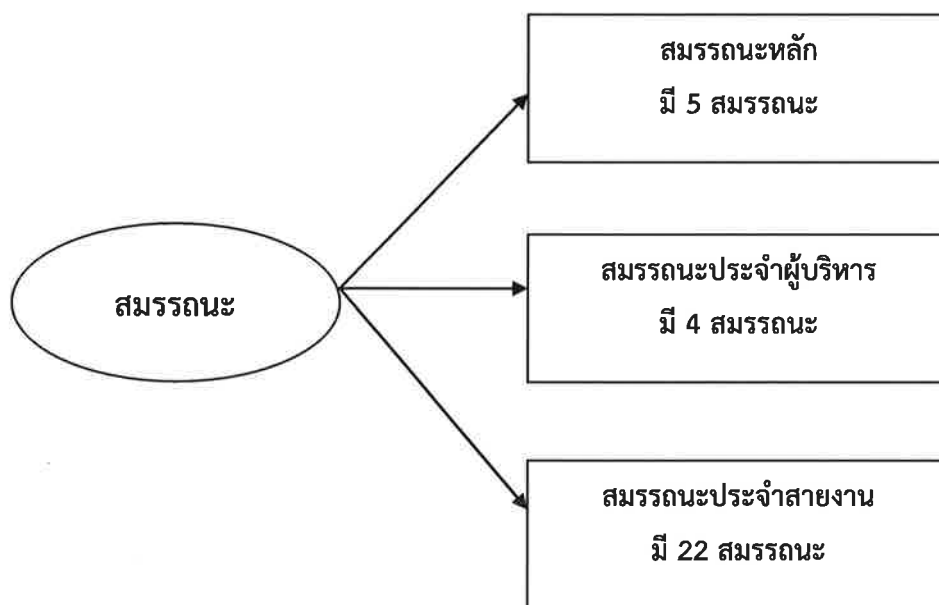 สมรรถนะหลัก
มี 5 สมรรถนะ
สมรรถนะ
สมรรถนะประจำผู้บริหาร
มี 4 สมรรถนะ
สมรรถนะประจำสายงาน
มี 22 สมรรถนะ